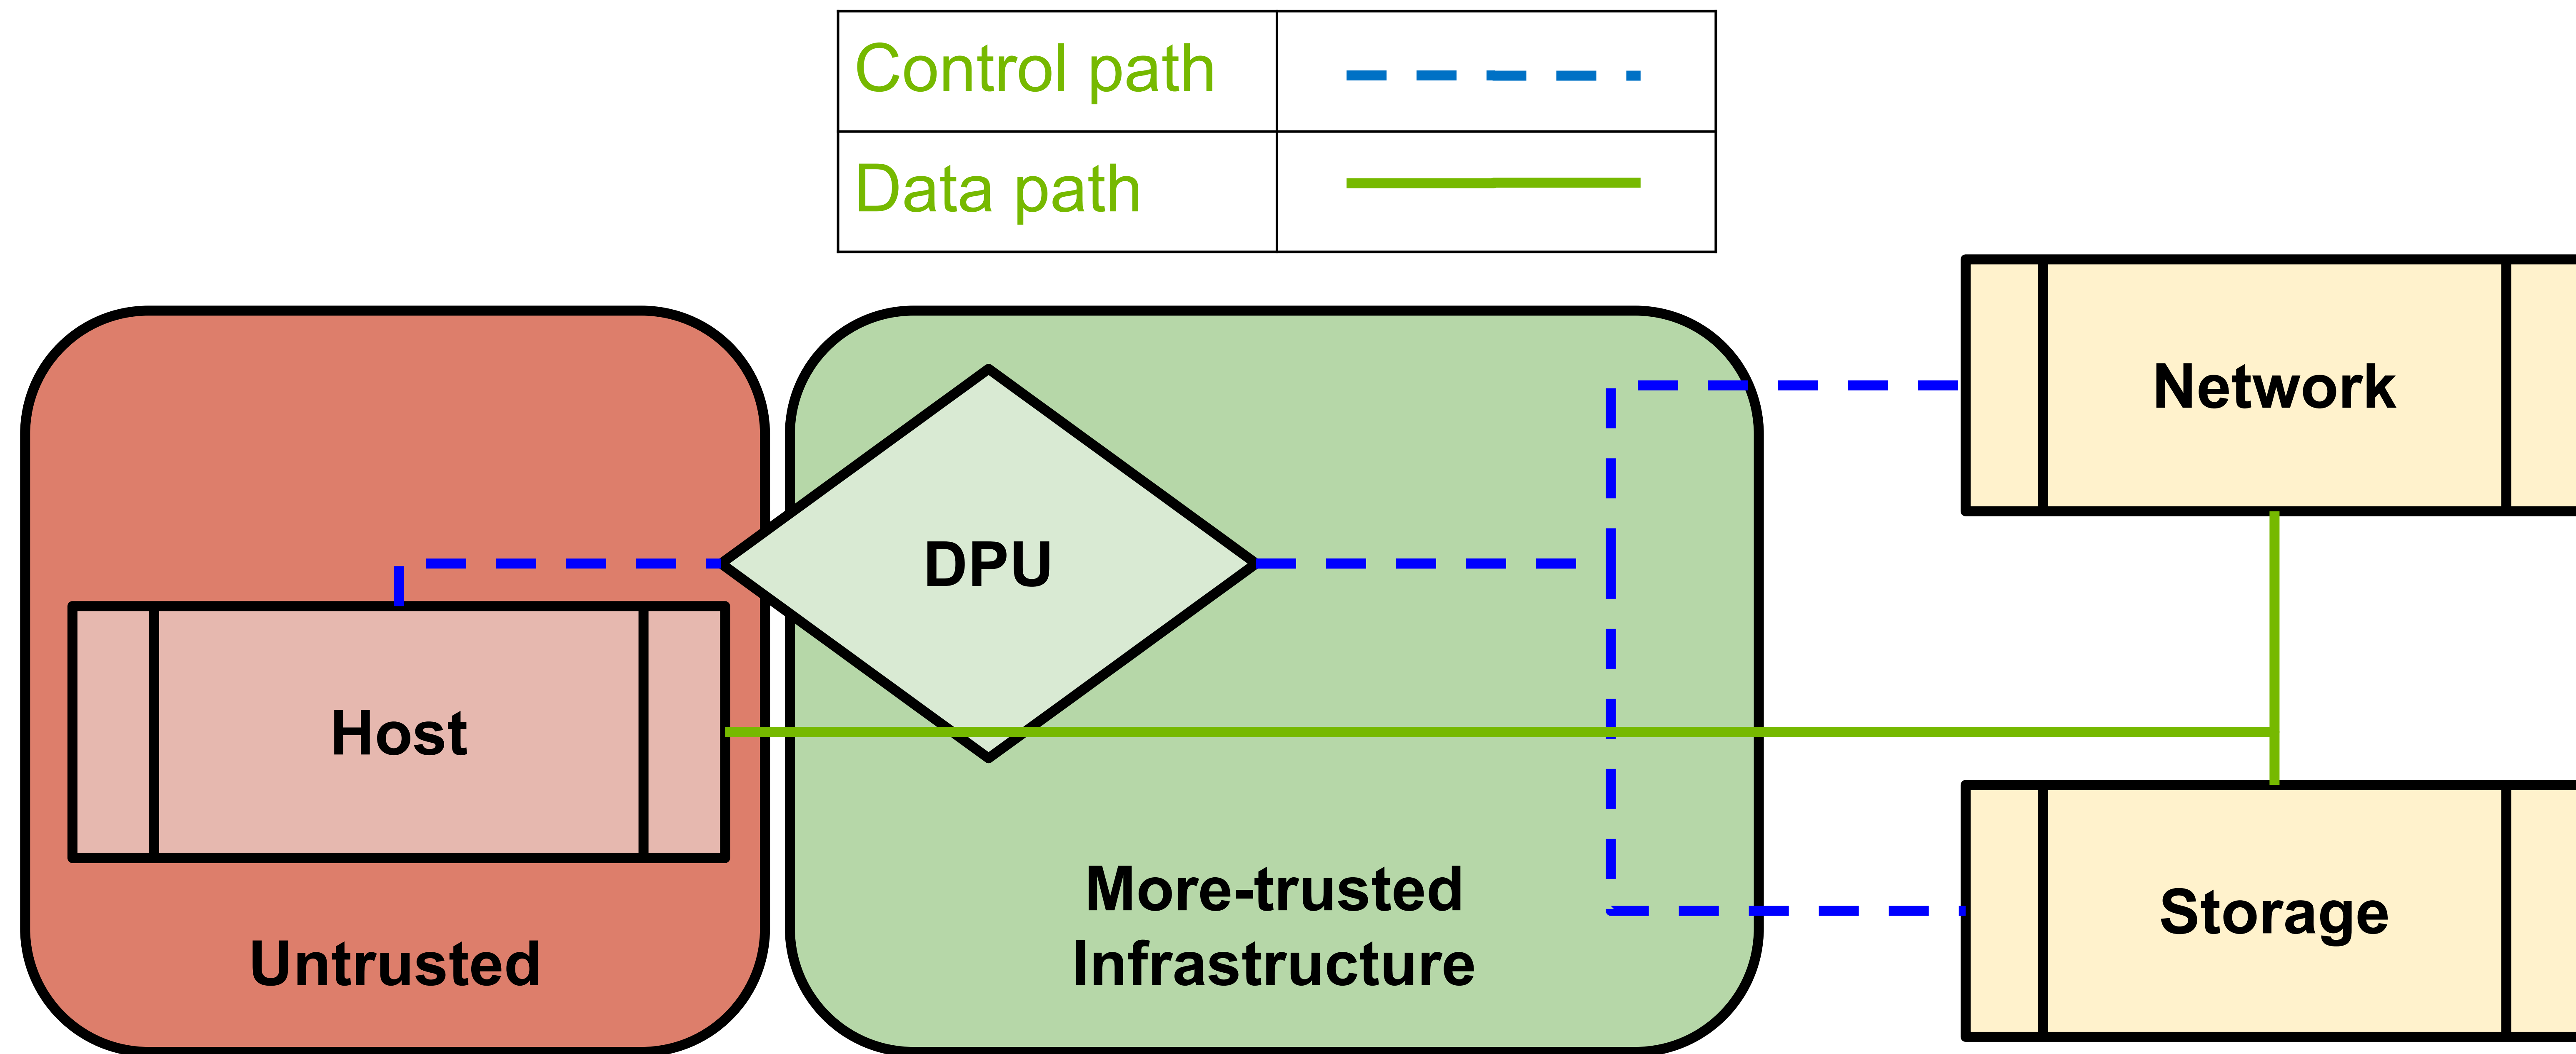 Control path
Data path
Network
DPU
Host
More-trusted
Infrastructure
Untrusted
Storage